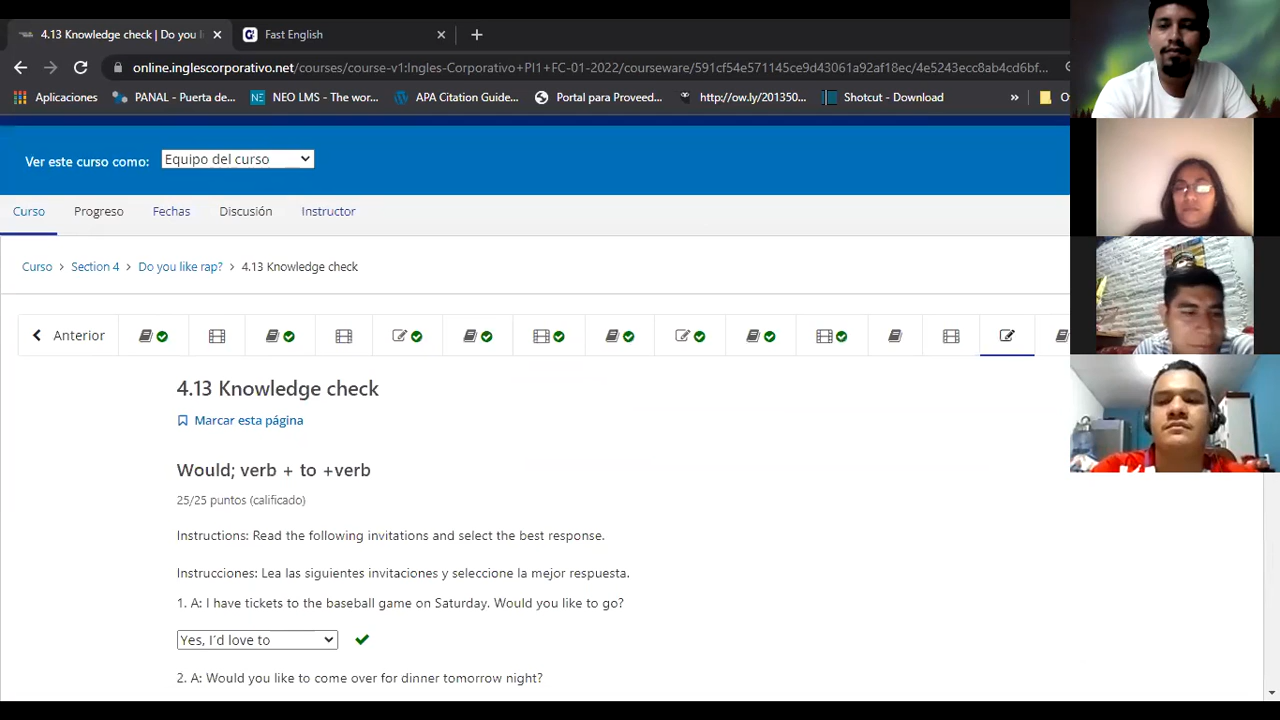 4.13 Knowledge check | Do you l
Fast English
online.inglescorporativo.net/courses/course-v1:Ingles-Corporativo+PI1+FC-01-2022/courseware/591cf54e571145ce9d43061a92af18ec/4e5243ecc8ab4cd6bf...
Aplicaciones
PANAL - Puerta de...
NEO LMS - The wor...
APA Citation Guide...
Portal para Proveed...
http://ow.ly/201350...
Shotcut - Download
»
O
Ver este curso como:
Equipo del curso
Curso
Progreso
Fechas
Discusión
Instructor
Curso > Section 4 > Do you like rap? > 4.13 Knowledge check
Anterior
4.13 Knowledge check
Marcar esta página
Would; verb + to +verb
25/25 puntos (calificado)
Instructions: Read the following invitations and select the best response.
Instrucciones: Lea las siguientes invitaciones y seleccione la mejor respuesta.
1. A: I have tickets to the baseball game on Saturday. Would you like to go?
Yes, I´d love to
2. A: Would you like to come over for dinner tomorrow night?